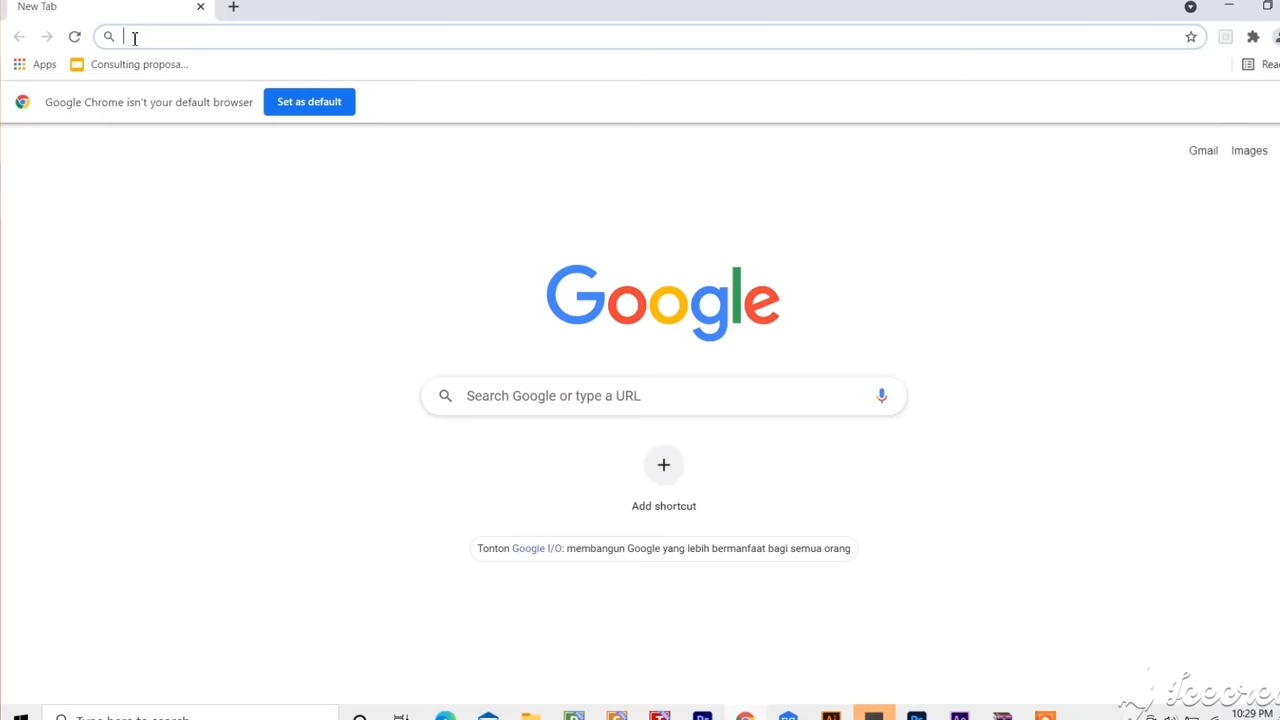 New Tab
Apps
Consulting proposa...
Google Chrome isn't your default browser
Set as default
Gmail
Images
Google
Search Google or type a URL
Add shortcut
Tonton Google I/O: membangun Google yang lebih bermanfaat bagi semua orang
Type here to search
10:29 PM